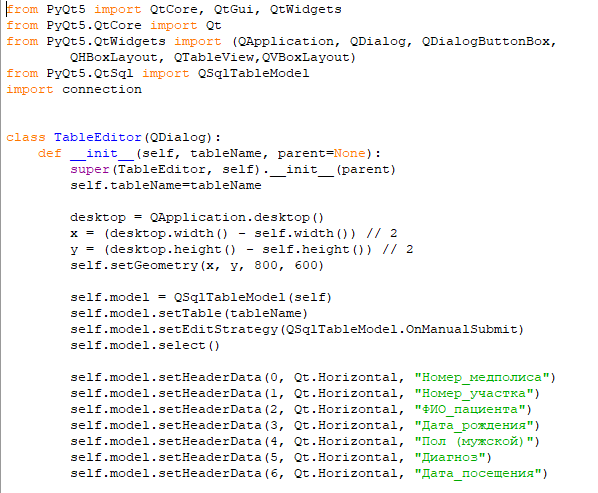 from PyQt5 import QtCore, QtGui, QtWidgets
from PyQt5.QtCore import Qt
from PyQt5.QtWidgets import (QApplication, QDialog, QDialogButtonBox,
        QHBoxLayout, QTableView,QVBoxLayout)
from PyQt5.QtSql import QSqlTableModel
import connection
class TableEditor(QDialog):
    def __init__(self, tableName, parent=None):
        super(TableEditor, self).__init__(parent)
        self.tableName=tableName
        desktop = QApplication.desktop()
        x = (desktop.width() - self.width()) // 2
        y = (desktop.height() - self.height()) // 2
        self.setGeometry(x, y, 800, 600)
        self.model = QSqlTableModel(self)
        self.model.setTable(tableName)
        self.model.setEditStrategy(QSqlTableModel.OnManualSubmit)
        self.model.select()
        self.model.setHeaderData(0, Qt.Horizontal, "Номер_медполиса")
        self.model.setHeaderData(1, Qt.Horizontal, "Номер_участка")
        self.model.setHeaderData(2, Qt.Horizontal, "ФИО_пациента")
        self.model.setHeaderData(3, Qt.Horizontal, "Дата_рождения")
        self.model.setHeaderData(4, Qt.Horizontal, "Пол (мужской)")
        self.model.setHeaderData(5, Qt.Horizontal, "Диагноз")
        self.model.setHeaderData(6, Qt.Horizontal, "Дата_посещения")